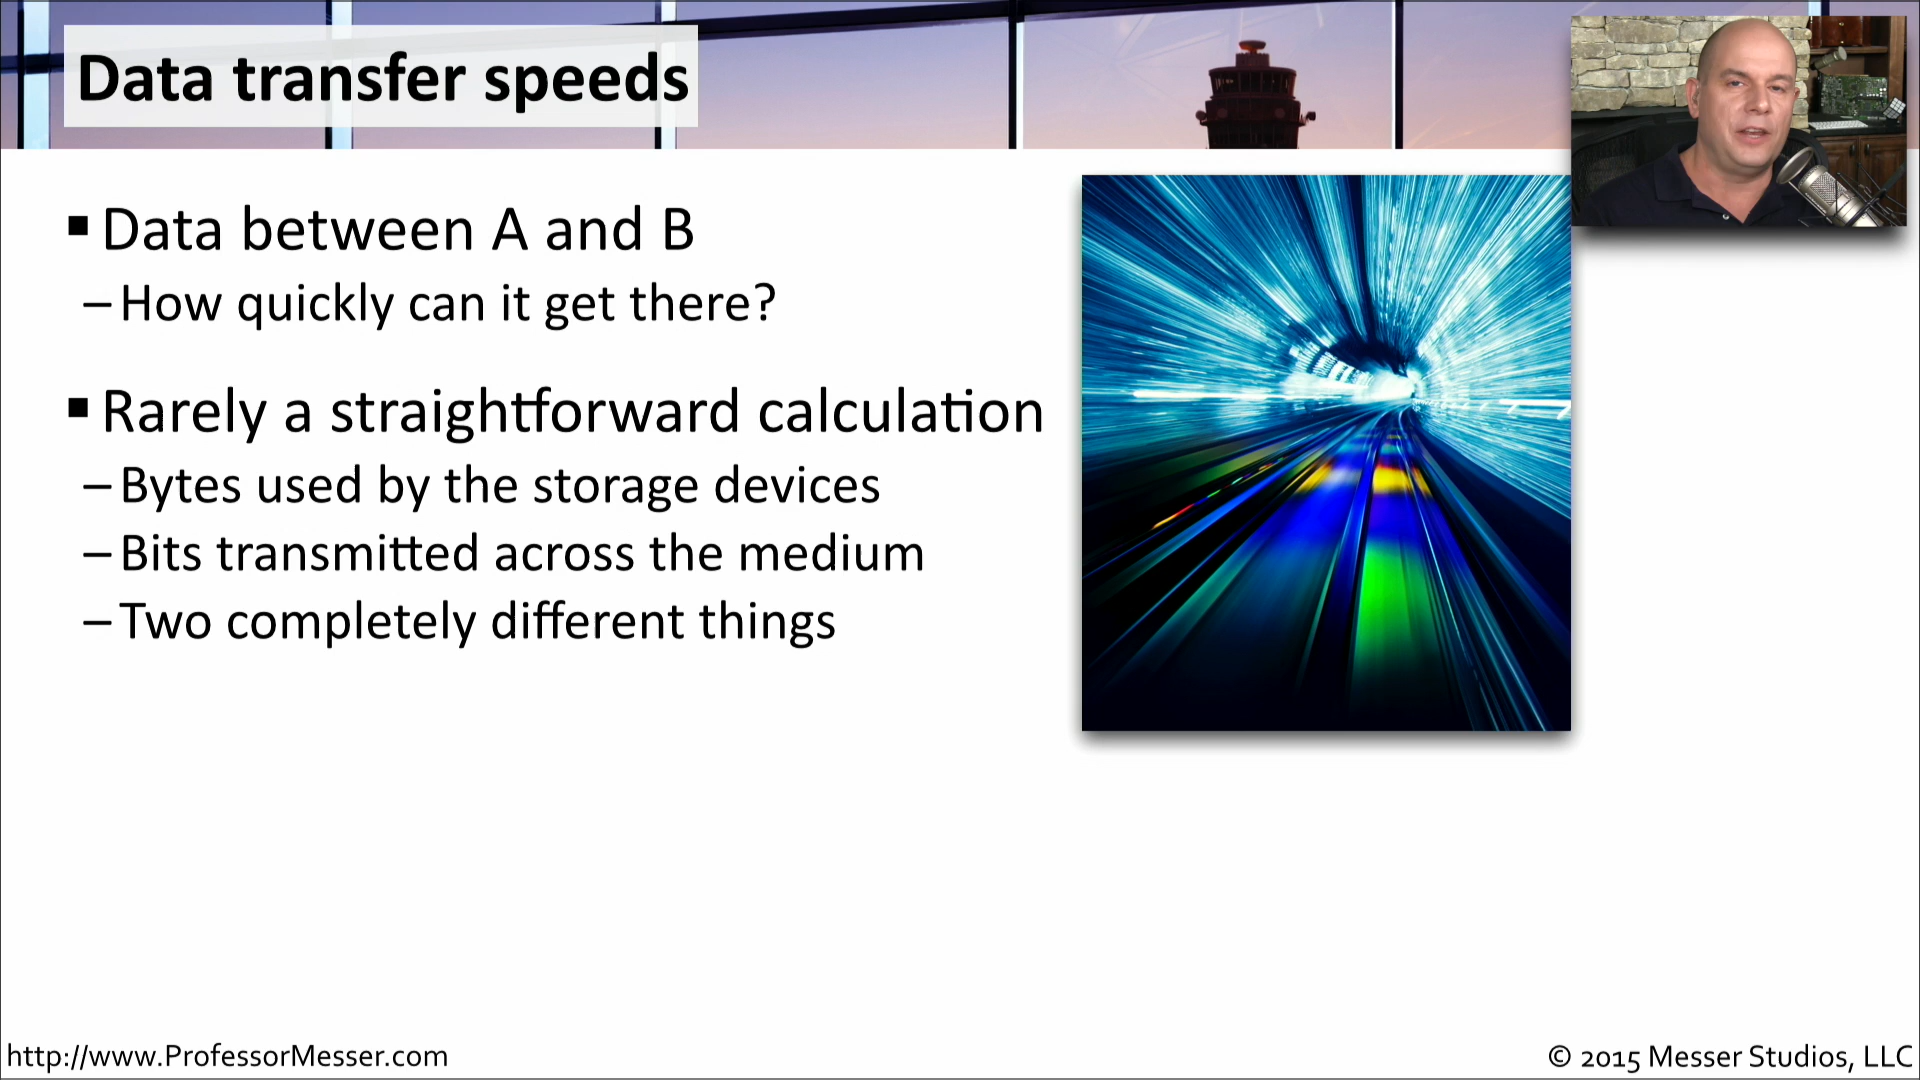 Data transfer speeds
▪ Data between A and B
– How quickly can it get there?
▪ Rarely a straightforward calculation
– Bytes used by the storage devices
– Bits transmitted across the medium
– Two completely different things
http://www.ProfessorMesser.com
© 2015 Messer Studios, LLC